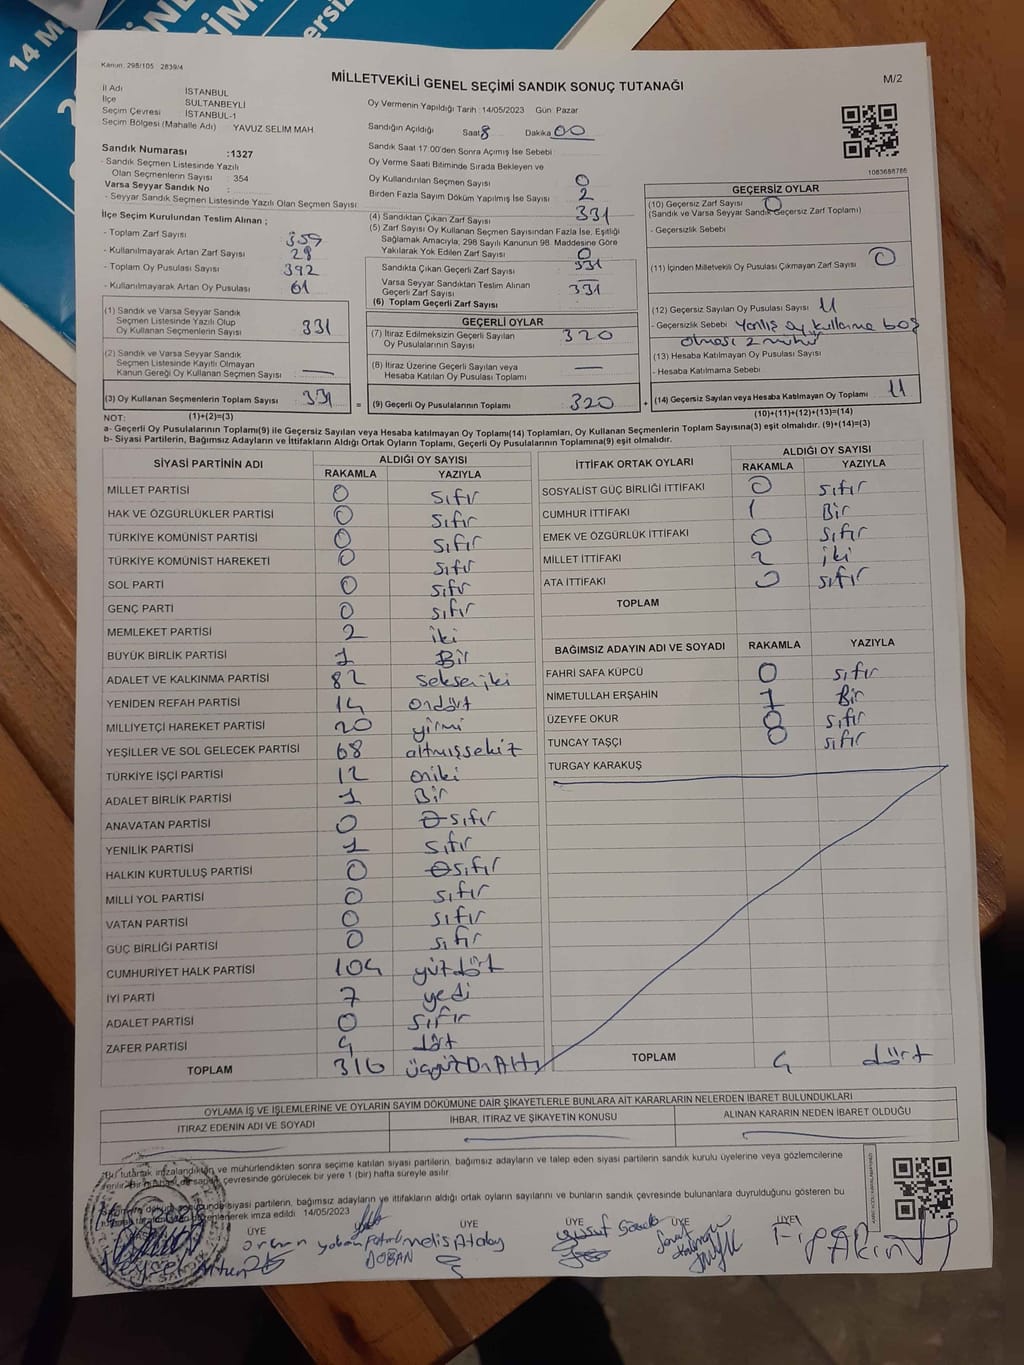 14 M
Kanun: 298/105 2839/4
MİLLETVEKİLİ GENEL SEÇİMİ SANDIK SONUÇ TUTANAĞI
M/2
İl Adı İSTANBUL
İlçe SULTANBEYLİ
Seçim Çevresi İSTANBUL-1
Seçim Bölgesi (Mahalle Adı) YAVUZ SELİM MAH
Sandık Numarası :1327
- Sandık Seçmen Listesinde Yazılı
Olan Seçmenlerin Sayısı 354
Varsa Seyyar Sandık No :
- Seyyar Sandık Seçmen Listesinde Yazılı Olan Seçmen Sayısı
Oy Vermenin Yapıldığı Tarih :14/05/2023 Gün: Pazar
Sandığın Açıldığı Saat 8 Dakika 00
Sandık Saat 17:00'den Sonra Açımış İse Sebebi :
Oy Verme Saati Bitiminde Sırada Bekleyen ve
Oy Kullandırılan Seçmen Sayısı 0
Birden Fazla Sayım Döküm Yapılmış İse Sayısı 2
1063688786
İlçe Seçim Kurulundan Teslim Alınan ;
- Toplam Zarf Sayısı 359
- Kullanılmayarak Artan Zarf Sayısı 28
- Toplam Oy Pusulası Sayısı 392
- Kullanılmayarak Artan Oy Pusulası 61
(4) Sandıktan Çıkan Zarf Sayısı 331
(5) Zarf Sayısı Oy Kullanan Seçmen Sayısından Fazla İse, Eşitliği
Sağlamak Amacıyla, 298 Sayılı Kanunun 98. Maddesine Göre
Yakılarak Yok Edilen Zarf Sayısı 0
Sandıkta Çıkan Geçerli Zarf Sayısı 331
Varsa Seyyar Sandıktan Teslim Alınan
Geçerli Zarf Sayısı 331
(6) Toplam Geçerli Zarf Sayısı
GEÇERSİZ OYLAR
(10) Geçersiz Zarf Sayısı 0
(Sandık ve Varsa Seyyar Sandık Geçersiz Zarf Toplamı)
- Geçersizlik Sebebi
(11) İçinden Milletvekili Oy Pusulası Çıkmayan Zarf Sayısı 0
(12) Geçersiz Sayılan Oy Pusulası Sayısı 11
- Geçersizlik Sebebi Yanlış oy kullanma boş
olması 2 mühür
(13) Hesaba Katılmayan Oy Pusulası Sayısı
- Hesaba Katılmama Sebebi
(14) Geçersiz Sayılan veya Hesaba Katılmayan Oy Toplamı 11
(10)+(11)+(12)+(13)=(14)
(1) Sandık ve Varsa Seyyar Sandık
Seçmen Listesinde Yazılı Olup
Oy Kullanan Seçmenlerin Sayısı 331
(2) Sandık ve Varsa Seyyar Sandık
Seçmen Listesinde Kayıtlı Olmayan
Kanun Gereği Oy Kullanan Seçmen Sayısı : —
(3) Oy Kullanan Seçmenlerin Toplam Sayısı : 331 =
GEÇERLİ OYLAR
(7) İtiraz Edilmeksizin Geçerli Sayılan
Oy Pusulalarının Sayısı 320
(8) İtiraz Üzerine Geçerli Sayılan veya
Hesaba Katılan Oy Pusulası Toplamı —
(9) Geçerli Oy Pusulalarının Toplamı 320 +
NOT: (1)+(2)=(3)
a- Geçerli Oy Pusulalarının Toplamı(9) ile Geçersiz Sayılan veya Hesaba katılmayan Oy Toplamı(14) Toplamları, Oy Kullanan Seçmenlerin Toplam Sayısına(3) eşit olmalıdır. (9)+(14)=(3)
b- Siyasi Partilerin, Bağımsız Adayların ve İttifakların Aldığı Ortak Oyların Toplamı, Geçerli Oy Pusulalarının Toplamına(9) eşit olmalıdır.
SİYASİ PARTİNİN ADI ALDIĞI OY SAYISI
RAKAMLA YAZIYLA
MİLLET PARTİSİ 0 sıfır
HAK VE ÖZGÜRLÜKLER PARTİSİ 0 sıfır
TÜRKİYE KOMÜNİST PARTİSİ 0 sıfır
TÜRKİYE KOMÜNİST HAREKETİ 0 sıfır
SOL PARTİ 0 sıfır
GENÇ PARTİ 0 sıfır
MEMLEKET PARTİSİ 2 iki
BÜYÜK BİRLİK PARTİSİ 1 Bir
ADALET VE KALKINMA PARTİSİ 82 sekseniki
YENİDEN REFAH PARTİSİ 14 ondört
MİLLİYETÇİ HAREKET PARTİSİ 20 yirmi
YEŞİLLER VE SOL GELECEK PARTİSİ 68 altmışsekiz
TÜRKİYE İŞÇİ PARTİSİ 12 oniki
ADALET BİRLİK PARTİSİ 1 Bir
ANAVATAN PARTİSİ 0 sıfır
YENİLİK PARTİSİ 1 sıfır
HALKIN KURTULUŞ PARTİSİ 0 sıfır
MİLLİ YOL PARTİSİ 0 sıfır
VATAN PARTİSİ 0 sıfır
GÜÇ BİRLİĞİ PARTİSİ 0 sıfır
CUMHURİYET HALK PARTİSİ 104 yüzdört
İYİ PARTİ 7 yedi
ADALET PARTİSİ 0 sıfır
ZAFER PARTİSİ 4 dört
TOPLAM 316 üçyüzOnAltı
İTTİFAK ORTAK OYLARI ALDIĞI OY SAYISI
RAKAMLA YAZIYLA
SOSYALİST GÜÇ BİRLİĞİ İTTİFAKI 0 sıfır
CUMHUR İTTİFAKI 1 Bir
EMEK VE ÖZGÜRLÜK İTTİFAKI 0 sıfır
MİLLET İTTİFAKI 2 iki
ATA İTTİFAKI 0 sıfır
TOPLAM
BAĞIMSIZ ADAYIN ADI VE SOYADI RAKAMLA YAZIYLA
FAHRİ SAFA KÜPCÜ 0 sıfır
NİMETULLAH ERŞAHİN 1 Bir
ÜZEYFE OKUR 0 sıfır
TUNCAY TAŞÇI 0 sıfır
TURGAY KARAKUŞ
TOPLAM 4 dört
OYLAMA İŞ VE İŞLEMLERİNE VE OYLARIN SAYIM DÖKÜMÜNE DAİR ŞİKAYETLERLE BUNLARA AİT KARARLARIN NELERDEN İBARET BULUNDUKLARI
İTİRAZ EDENİN ADI VE SOYADI İHBAR, İTİRAZ VE ŞİKAYETİN KONUSU ALINAN KARARIN NEDEN İBARET OLDUĞU
Bu tutanak imzalandıktan ve mühürlendikten sonra seçime katılan siyasi partilerin, bağımsız adayların ve talep eden siyasi partilerin sandık kurulu üyelerine veya gözlemcilerine
çevresinde görülecek bir yere 1 (bir) hafta süreyle asılır.
siyasi partilerin, bağımsız adayların ve ittifakların aldığı ortak oyların sayılarını ve bunların sandık çevresinde bulunanlara duyrulduğunu gösteren bu
imza edildi. 14/05/2023
ÜYE ÜYE ÜYE ÜYE ÜYE
orhan yaban Fatal melis Atalay yusuf
DOĞAN
Veysel Altun